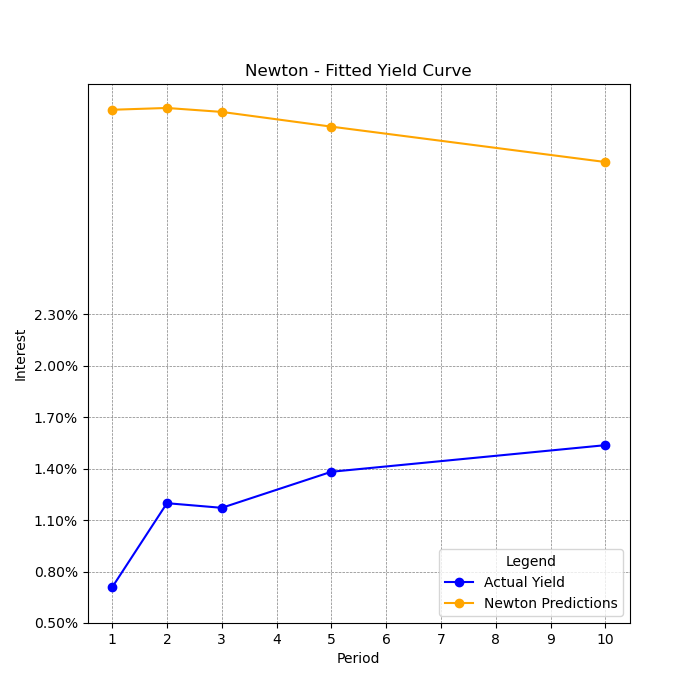 Newton - Fitted Yield Curve
Interest
2.30%
2.00%
1.70%
1.40%
1.10%
0.80%
0.50%
Legend
Actual Yield
Newton Predictions
1 2 3 4 5 6 7 8 9 10
Period